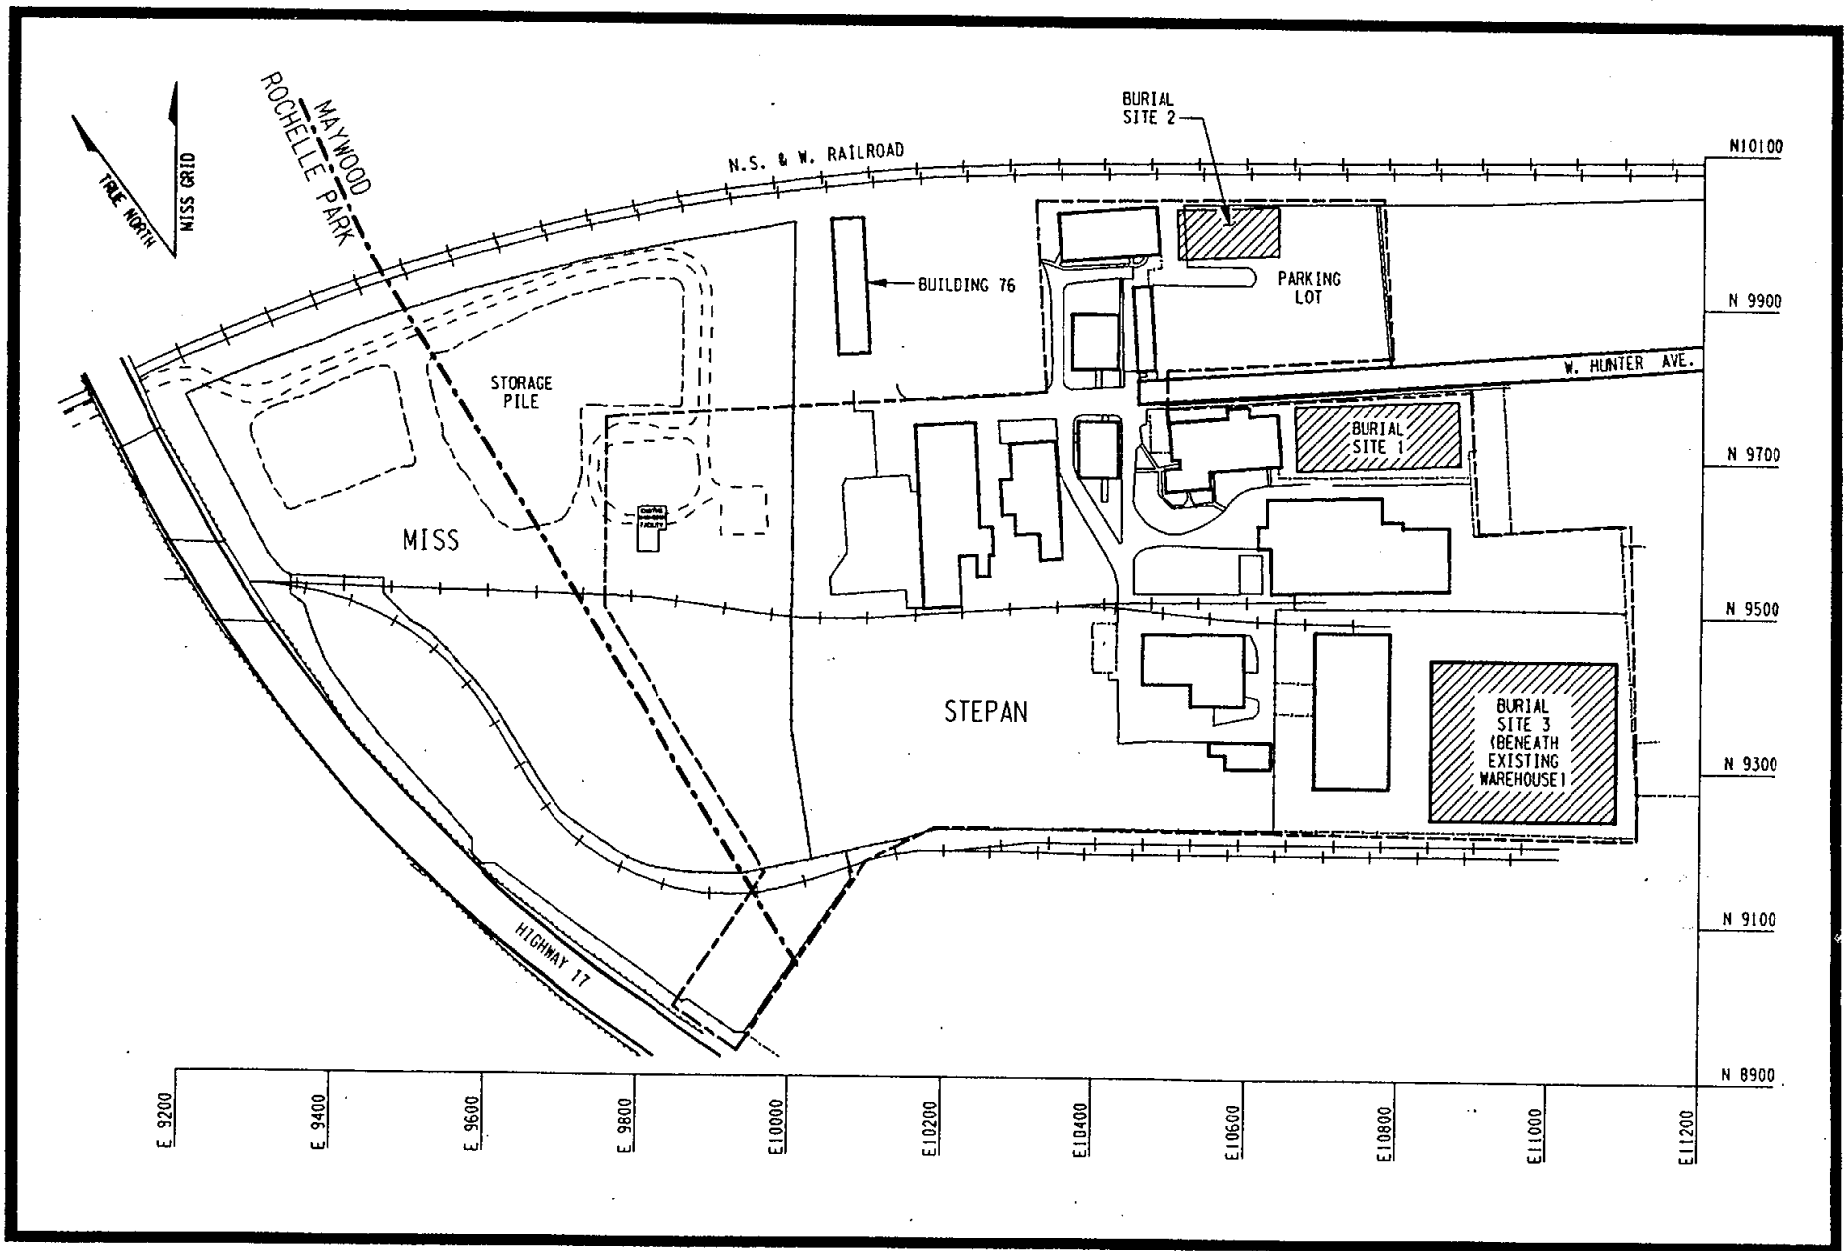 MAYWOOD
ROCHELLE PARK
TRUE NORTH
MISS GRID
N.S. & W. RAILROAD
BURIAL
SITE 2
N10100
BUILDING 76
PARKING
LOT
N 9900
W. HUNTER AVE.
STORAGE
PILE
BURIAL
SITE 1
N 9700
FACILITY
MISS
N 9500
STEPAN
BURIAL
SITE 3
(BENEATH
EXISTING
WAREHOUSE)
N 9300
HIGHWAY 17
N 9100
N 8900
E 9200
E 9400
E 9600
E 9800
E10000
E10200
E10400
E10600
E10800
E11000
E11200